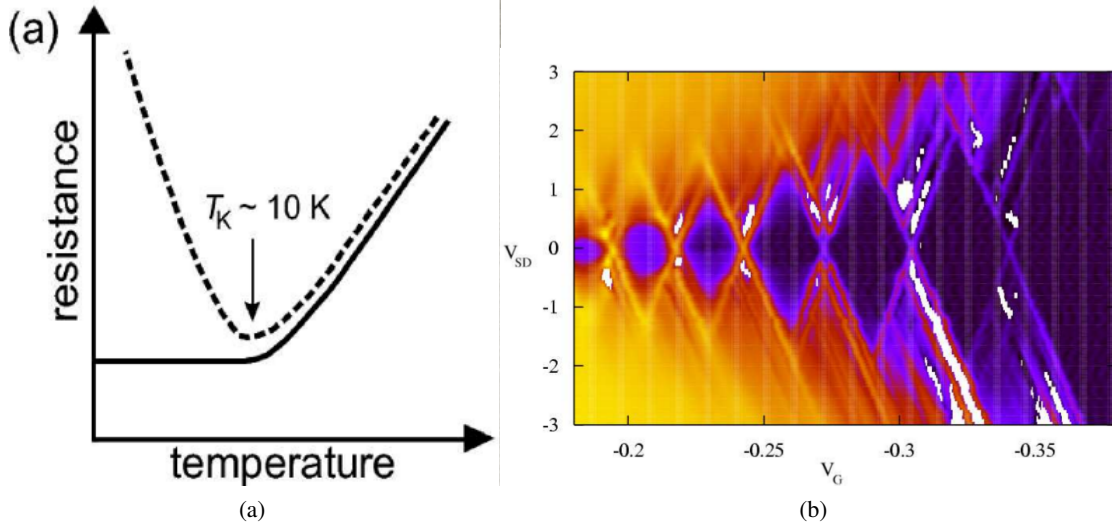 (a)
resistance
T_K ~ 10 K
temperature
(a)
3
2
1
V_SD 0
-1
-2
-3
-0.2 -0.25 -0.3 -0.35
V_G
(b)